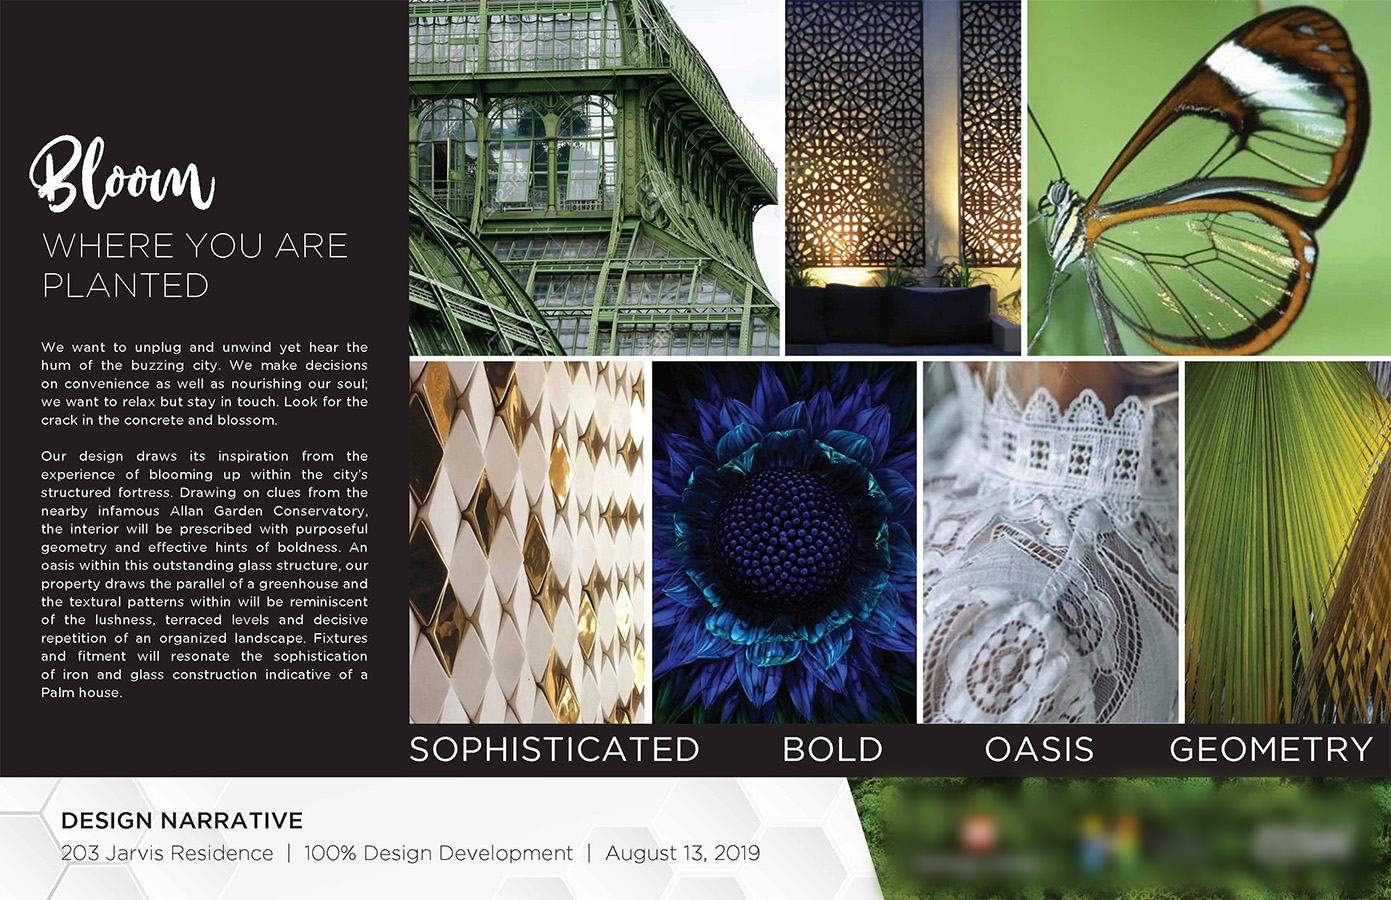 Bloom
WHERE YOU ARE
PLANTED
We want to unplug and unwind yet hear the
hum of the buzzing city. We make decisions
on convenience as well as nourishing our soul;
we want to relax but stay in touch. Look for the
crack in the concrete and blossom.
Our design draws its inspiration from the
experience of blooming up within the city's
structured fortress. Drawing on clues from the
nearby infamous Allan Garden Conservatory,
the interior will be prescribed with purposeful
geometry and effective hints of boldness. An
oasis within this outstanding glass structure, our
property draws the parallel of a greenhouse and
the textural patterns within will be reminiscent
of the lushness, terraced levels and decisive
repetition of an organized landscape. Fixtures
and fitment will resonate the sophistication
of iron and glass construction indicative of a
Palm house.
SOPHISTICATED BOLD OASIS GEOMETRY
DESIGN NARRATIVE
203 Jarvis Residence | 100% Design Development | August 13, 2019